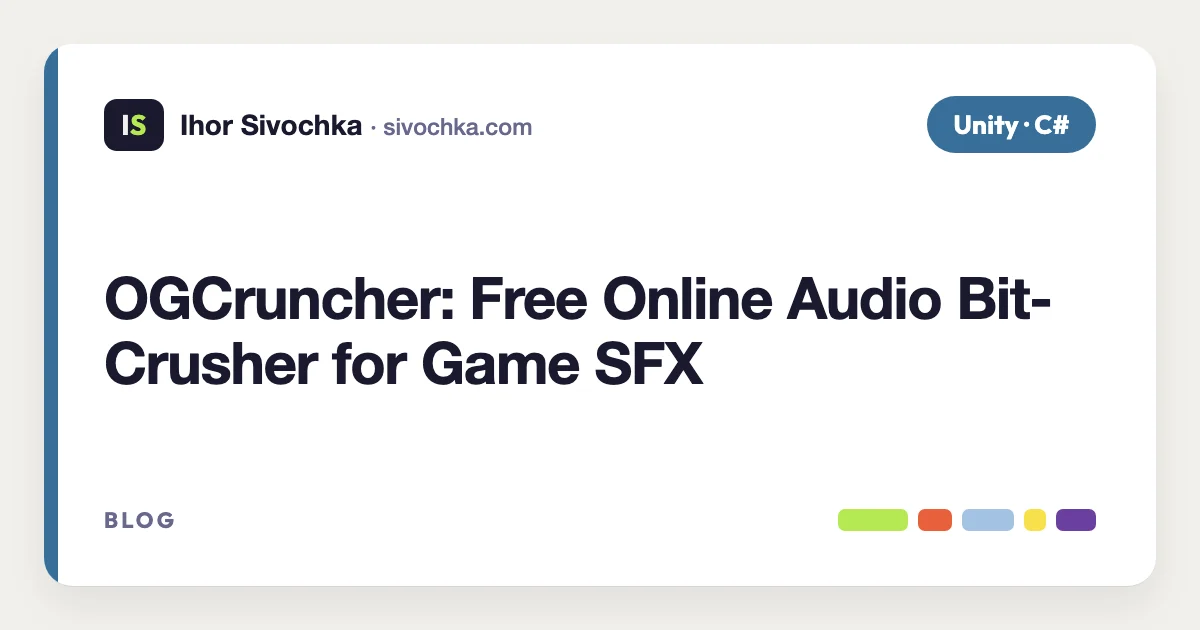 IS Ihor Sivochka · sivochka.com
Unity · C#
OGCruncher: Free Online Audio Bit-
Crusher for Game SFX
BLOG